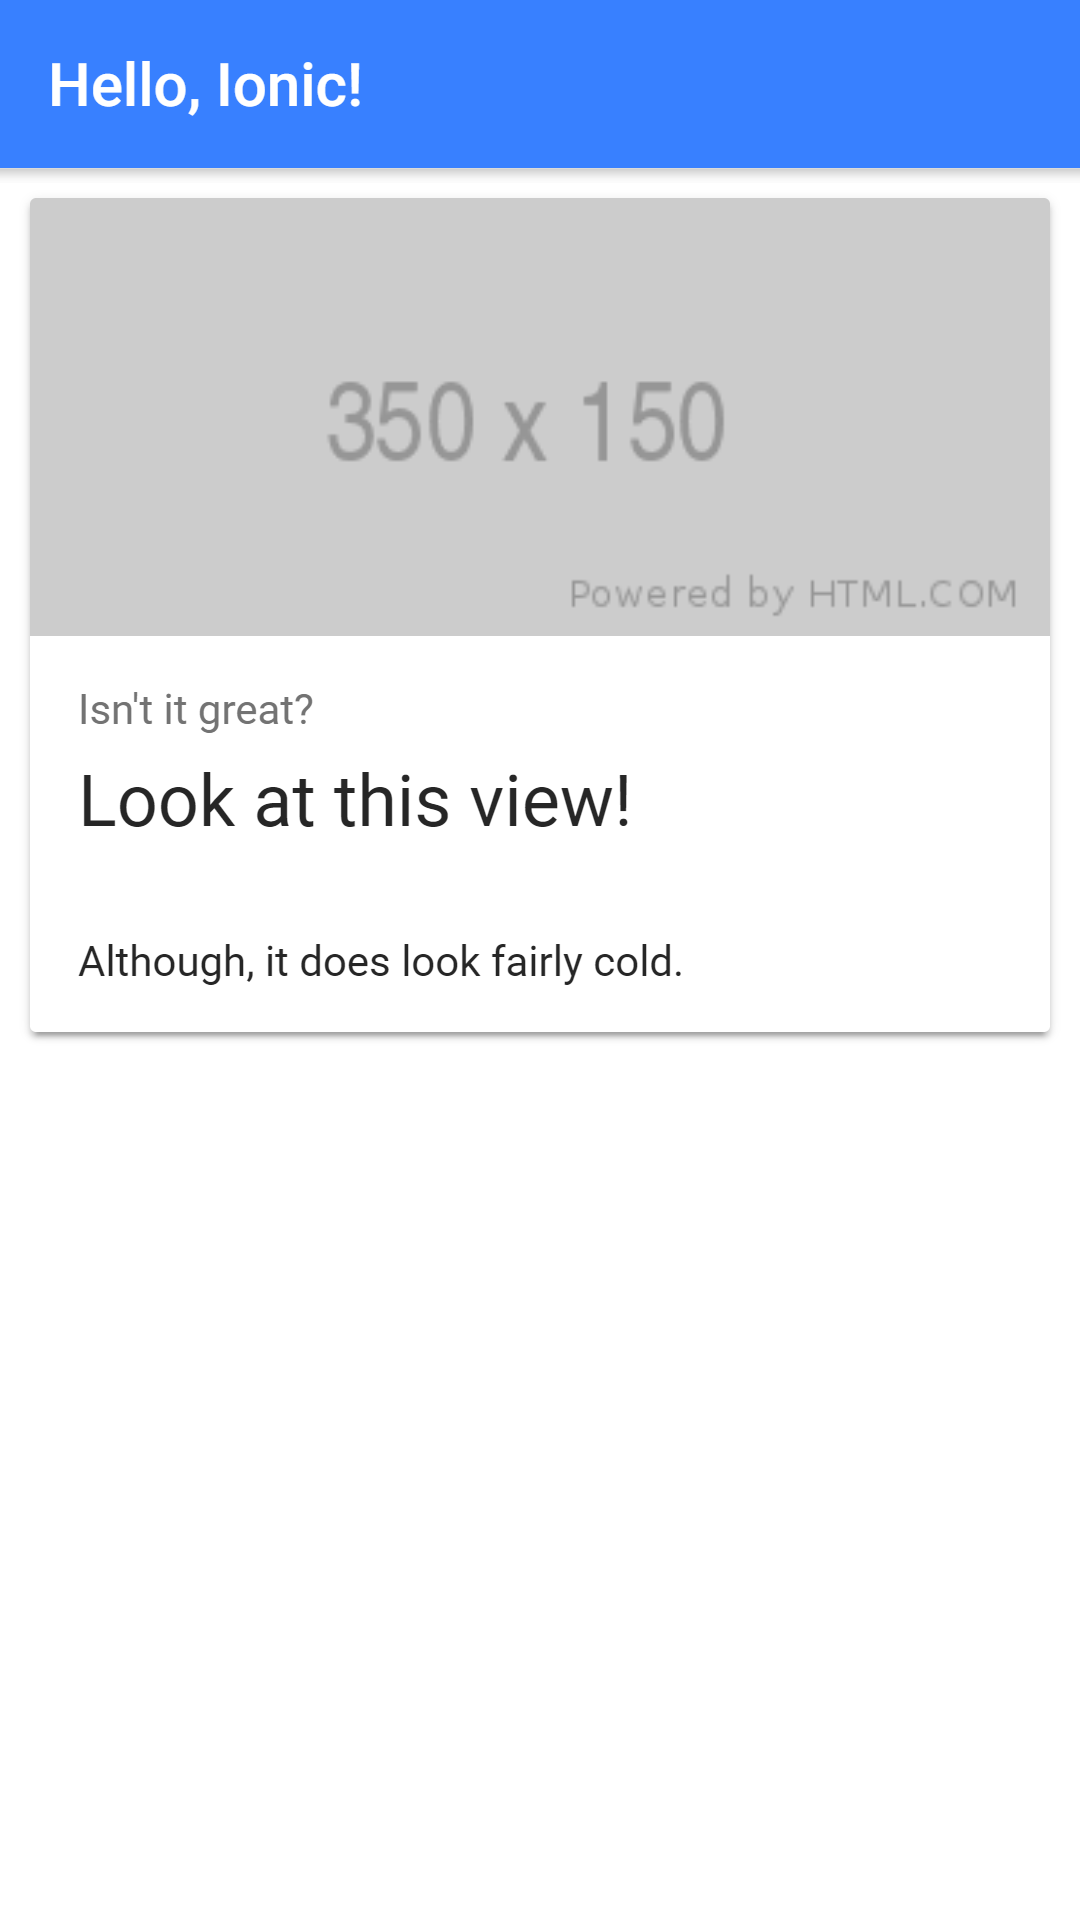 Hello, Ionic!
350 x 150
Powered by HTML.COM
Isn't it great?
Look at this view!
Although, it does look fairly cold.